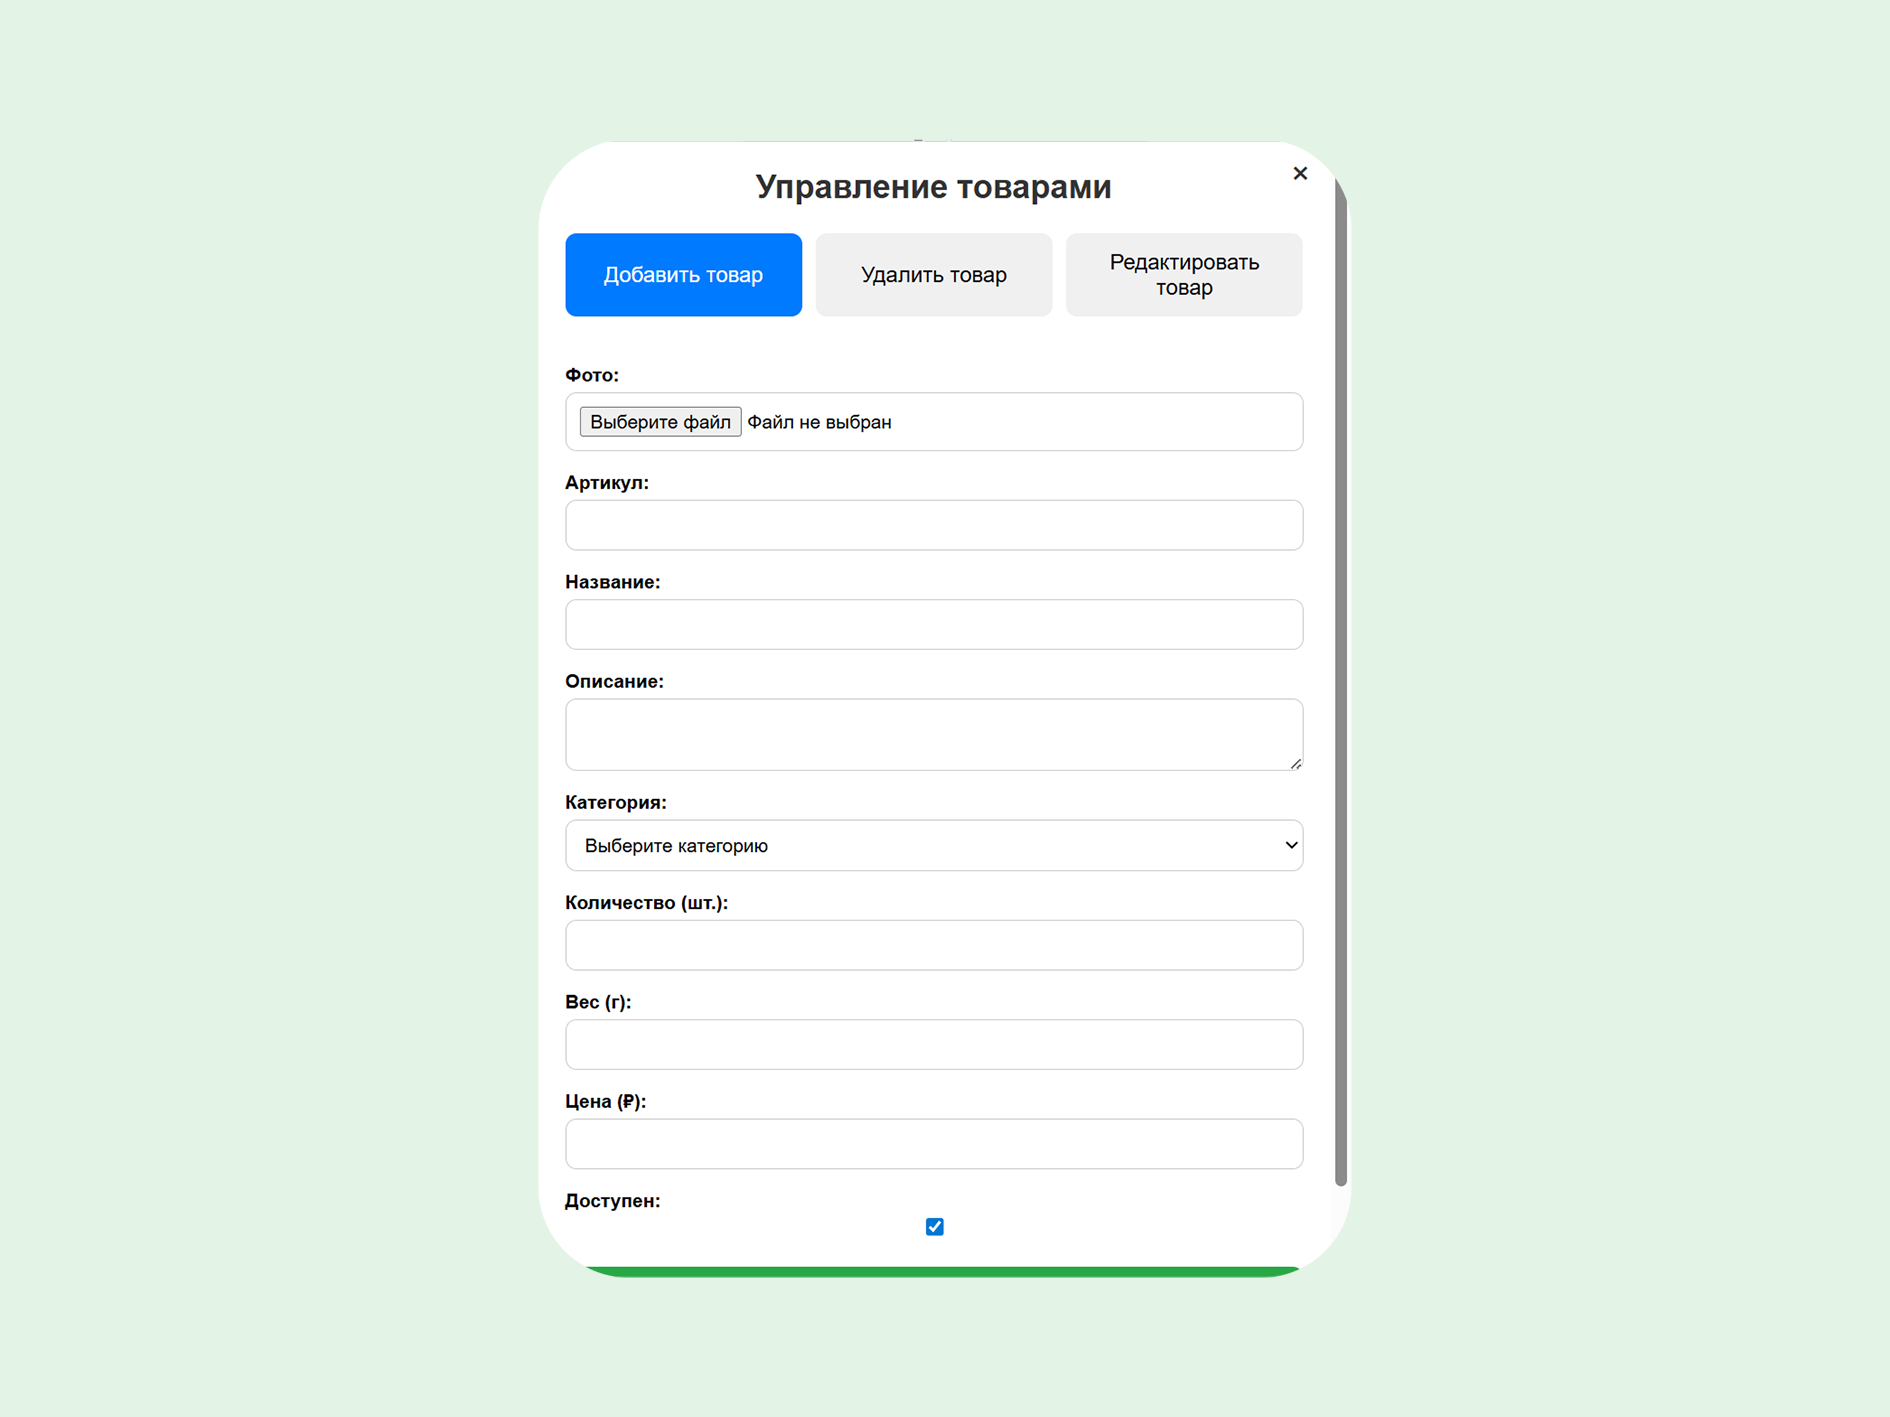 Управление товарами
×
Добавить товар
Удалить товар
Редактировать
товар
Фото:
Выберите файл Файл не выбран
Артикул:
Название:
Описание:
Категория:
Выберите категорию
Количество (шт.):
Вес (г):
Цена (₽):
Доступен: